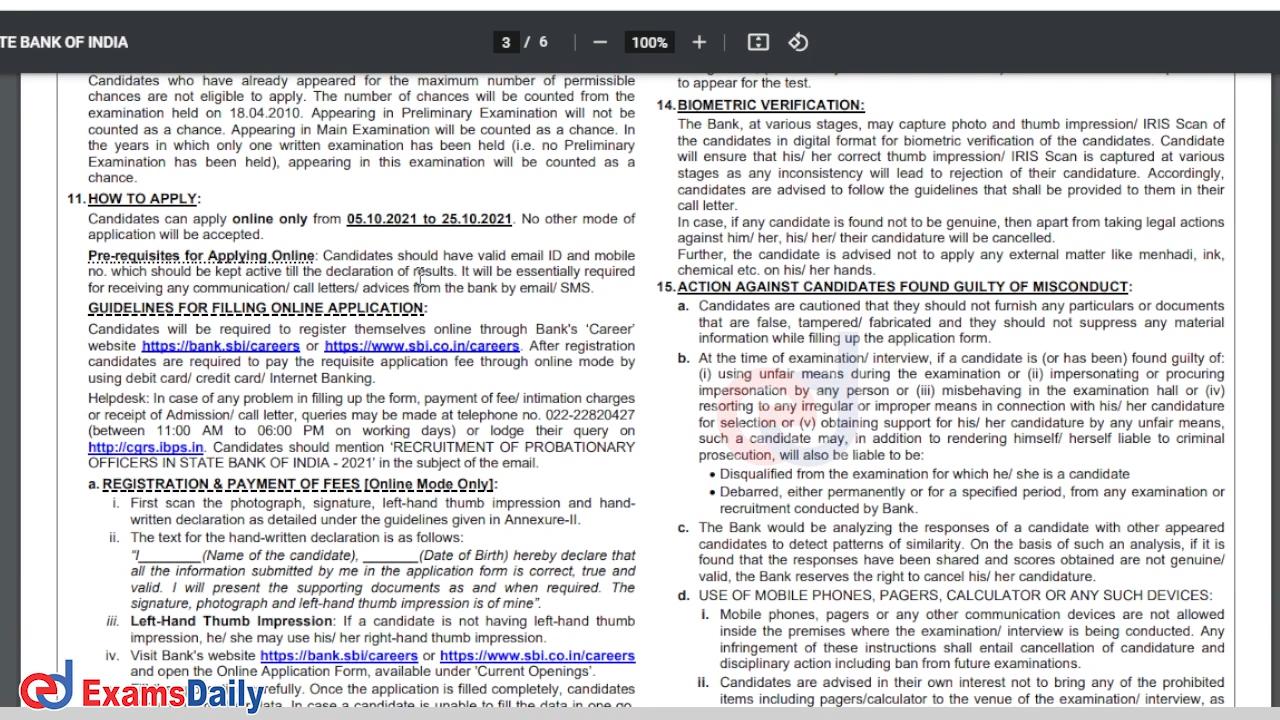 TE BANK OF INDIA
3 / 6
100%
Candidates who have already appeared for the maximum number of permissible
chances are not eligible to apply. The number of chances will be counted from the
examination held on 18.04.2010. Appearing in Preliminary Examination will not be
counted as a chance. Appearing in Main Examination will be counted as a chance. In
the years in which only one written examination has been held (i.e. no Preliminary
Examination has been held), appearing in this examination will be counted as a
chance.
11. HOW TO APPLY:
Candidates can apply online only from 05.10.2021 to 25.10.2021. No other mode of
application will be accepted.
Pre-requisites for Applying Online: Candidates should have valid email ID and mobile
no. which should be kept active till the declaration of results. It will be essentially required
for receiving any communication/ call letters/ advices from the bank by email/ SMS.
GUIDELINES FOR FILLING ONLINE APPLICATION:
Candidates will be required to register themselves online through Bank's ‘Career’
website https://bank.sbi/careers or https://www.sbi.co.in/careers. After registration
candidates are required to pay the requisite application fee through online mode by
using debit card/ credit card/ Internet Banking.
Helpdesk: In case of any problem in filling up the form, payment of fee/ intimation charges
or receipt of Admission/ call letter, queries may be made at telephone no. 022-22820427
(between 11:00 AM to 06:00 PM on working days) or lodge their query on
http://cgrs.ibps.in. Candidates should mention ‘RECRUITMENT OF PROBATIONARY
OFFICERS IN STATE BANK OF INDIA - 2021’ in the subject of the email.
a. REGISTRATION & PAYMENT OF FEES [Online Mode Only]:
i. First scan the photograph, signature, left-hand thumb impression and hand-
written declaration as detailed under the guidelines given in Annexure-II.
ii. The text for the hand-written declaration is as follows:
“I_______(Name of the candidate), ______(Date of Birth) hereby declare that
all the information submitted by me in the application form is correct, true and
valid. I will present the supporting documents as and when required. The
signature, photograph and left-hand thumb impression is of mine”.
iii. Left-Hand Thumb Impression: If a candidate is not having left-hand thumb
impression, he/ she may use his/ her right-hand thumb impression.
iv. Visit Bank's website https://bank.sbi/careers or https://www.sbi.co.in/careers
and open the Online Application Form, available under 'Current Openings'.
refully. Once the application is filled completely, candidates
data. In case a candidate is unable to fill the data in one go,
to appear for the test.
14. BIOMETRIC VERIFICATION:
The Bank, at various stages, may capture photo and thumb impression/ IRIS Scan of
the candidates in digital format for biometric verification of the candidates. Candidate
will ensure that his/ her correct thumb impression/ IRIS Scan is captured at various
stages as any inconsistency will lead to rejection of their candidature. Accordingly,
candidates are advised to follow the guidelines that shall be provided to them in their
call letter.
In case, if any candidate is found not to be genuine, then apart from taking legal actions
against him/ her, his/ her/ their candidature will be cancelled.
Further, the candidate is advised not to apply any external matter like menhadi, ink,
chemical etc. on his/ her hands.
15. ACTION AGAINST CANDIDATES FOUND GUILTY OF MISCONDUCT:
a. Candidates are cautioned that they should not furnish any particulars or documents
that are false, tampered/ fabricated and they should not suppress any material
information while filling up the application form.
b. At the time of examination/ interview, if a candidate is (or has been) found guilty of:
(i) using unfair means during the examination or (ii) impersonating or procuring
impersonation by any person or (iii) misbehaving in the examination hall or (iv)
resorting to any irregular or improper means in connection with his/ her candidature
for selection or (v) obtaining support for his/ her candidature by any unfair means,
such a candidate may, in addition to rendering himself/ herself liable to criminal
prosecution, will also be liable to be:
• Disqualified from the examination for which he/ she is a candidate
• Debarred, either permanently or for a specified period, from any examination or
recruitment conducted by Bank.
c. The Bank would be analyzing the responses of a candidate with other appeared
candidates to detect patterns of similarity. On the basis of such an analysis, if it is
found that the responses have been shared and scores obtained are not genuine/
valid, the Bank reserves the right to cancel his/ her candidature.
d. USE OF MOBILE PHONES, PAGERS, CALCULATOR OR ANY SUCH DEVICES:
i. Mobile phones, pagers or any other communication devices are not allowed
inside the premises where the examination/ interview is being conducted. Any
infringement of these instructions shall entail cancellation of candidature and
disciplinary action including ban from future examinations.
ii. Candidates are advised in their own interest not to bring any of the prohibited
items including pagers/calculator to the venue of the examination/ interview, as
ExamsDaily